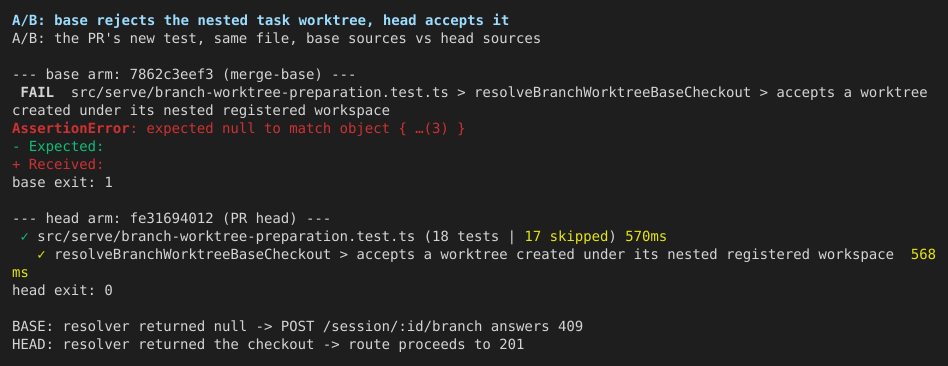 A/B: base rejects the nested task worktree, head accepts it
A/B: the PR's new test, same file, base sources vs head sources
--- base arm: 7862c3eef3 (merge-base) ---
FAIL  src/serve/branch-worktree-preparation.test.ts > resolveBranchWorktreeBaseCheckout > accepts a worktree
created under its nested registered workspace
AssertionError: expected null to match object { …(3) }
- Expected:
+ Received:
base exit: 1
--- head arm: fe31694012 (PR head) ---
✓ src/serve/branch-worktree-preparation.test.ts (18 tests | 17 skipped) 570ms
✓ resolveBranchWorktreeBaseCheckout > accepts a worktree created under its nested registered workspace  568
ms
head exit: 0
BASE: resolver returned null -> POST /session/:id/branch answers 409
HEAD: resolver returned the checkout -> route proceeds to 201